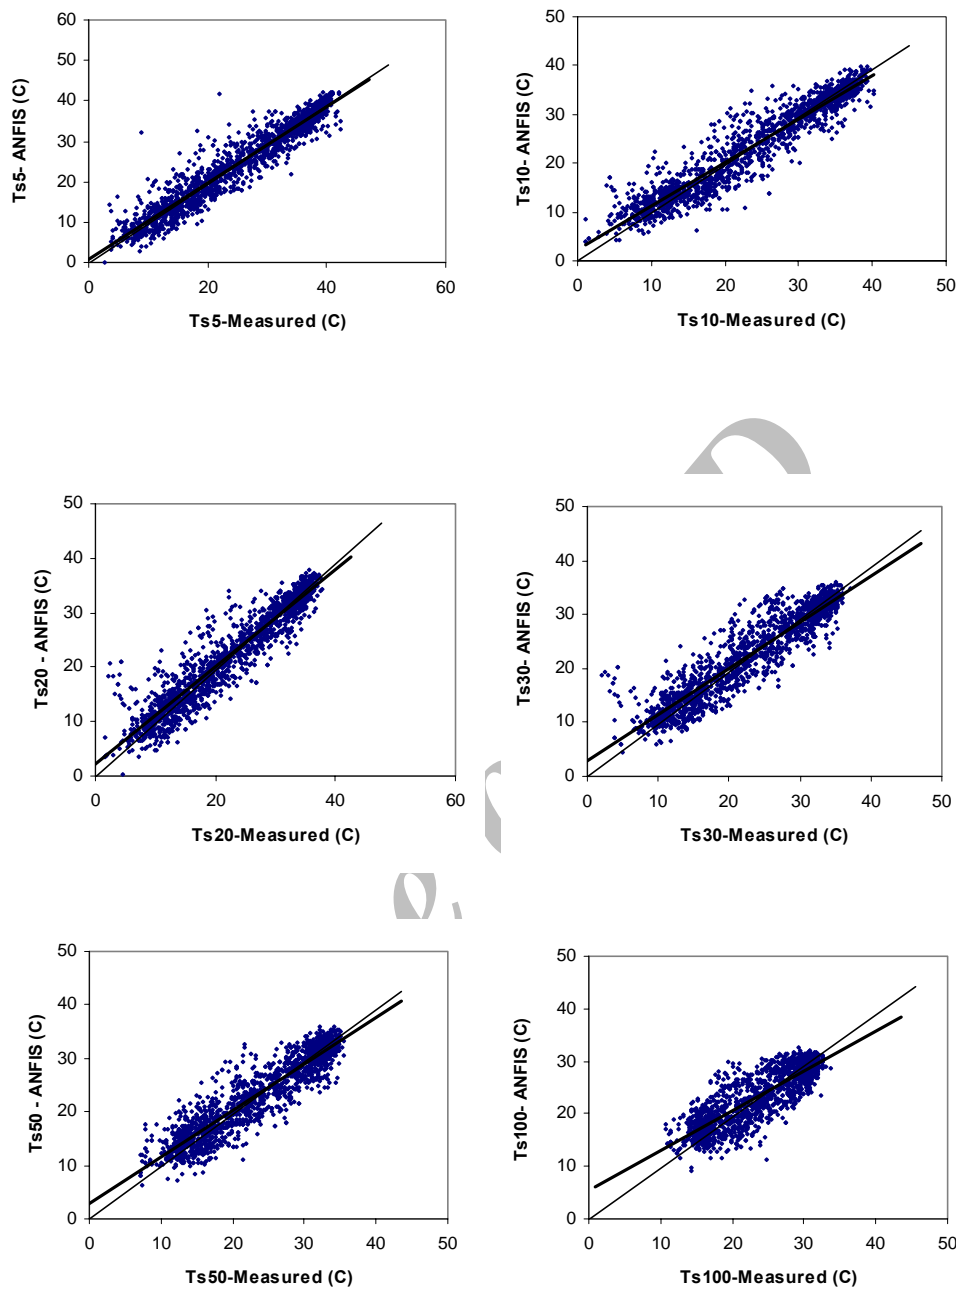 60
50
40
30
20
10
0
Ts5- ANFIS (C)
0 20 40 60
Ts5-Measured (C)
50
40
30
20
10
0
Ts10- ANFIS (C)
0 10 20 30 40 50
Ts10-Measured (C)
50
40
30
20
10
0
Ts20 - ANFIS (C)
0 20 40 60
Ts20-Measured (C)
50
40
30
20
10
0
Ts30- ANFIS (C)
0 10 20 30 40 50
Ts30-Measured (C)
50
40
30
20
10
0
Ts50 - ANFIS (C)
0 10 20 30 40 50
Ts50-Measured (C)
50
40
30
20
10
0
Ts100- ANFIS (C)
0 10 20 30 40 50
Ts100-Measured (C)